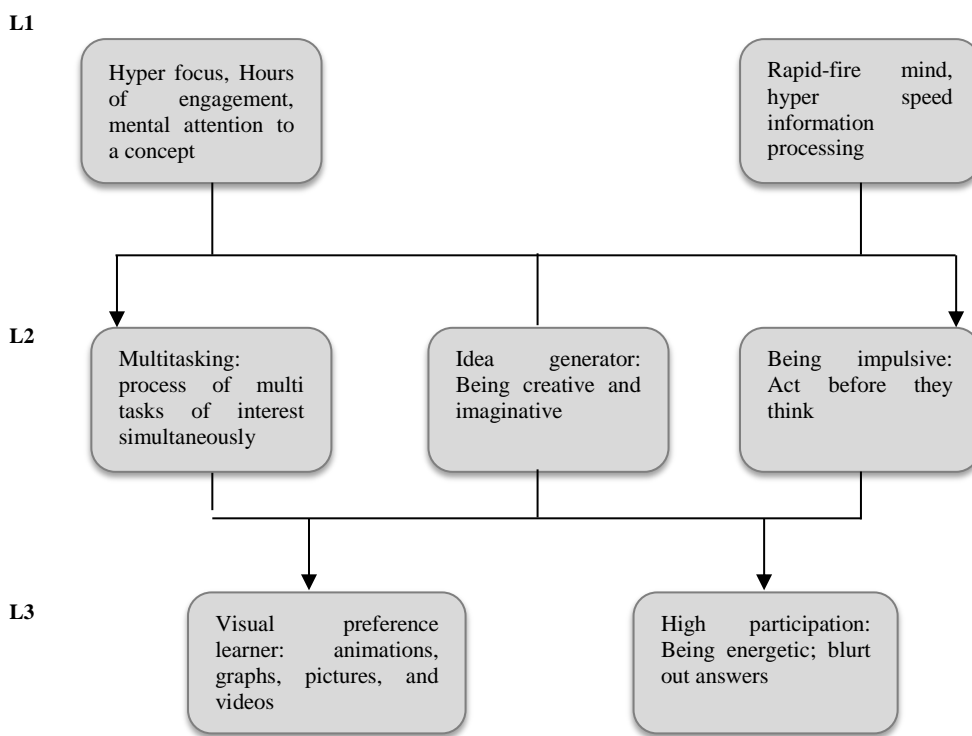 L1
Hyper focus, Hours
of engagement,
mental attention to
a concept
Rapid-fire mind,
hyper speed
information
processing
L2
Multitasking:
process of multi
tasks of interest
simultaneously
Idea generator:
Being creative and
imaginative
Being impulsive:
Act before they
think
L3
Visual preference
learner: animations,
graphs, pictures, and
videos
High participation:
Being energetic; blurt
out answers